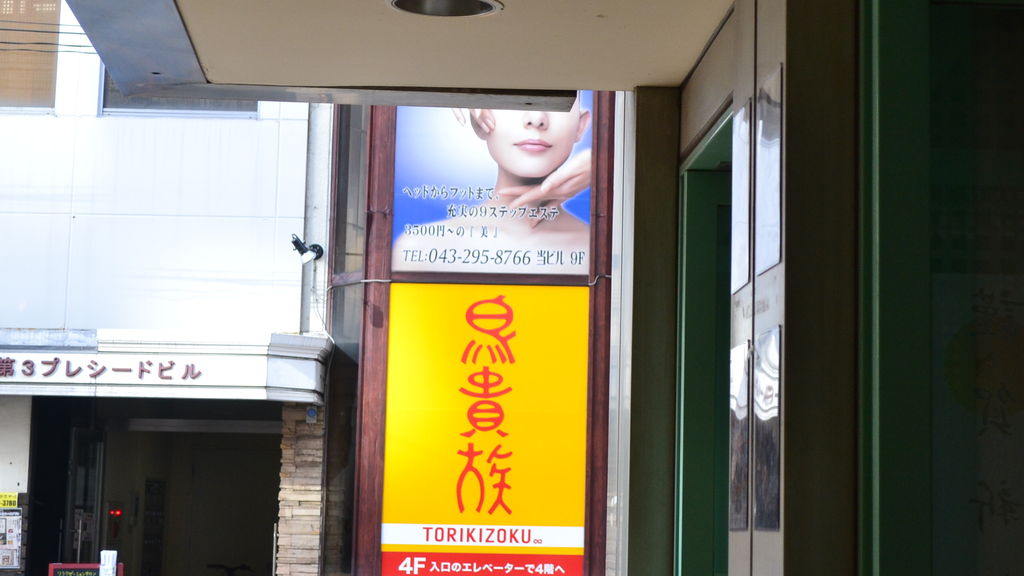 ヘッドからフットまで、
充実の9ステップエステ
3500円～の「美」
TEL:043-295-8766 当ビル 9F
鳥貴族
TORIKIZOKU
4F 入口のエレベーターで4階へ
第3プレシードビル
-3760